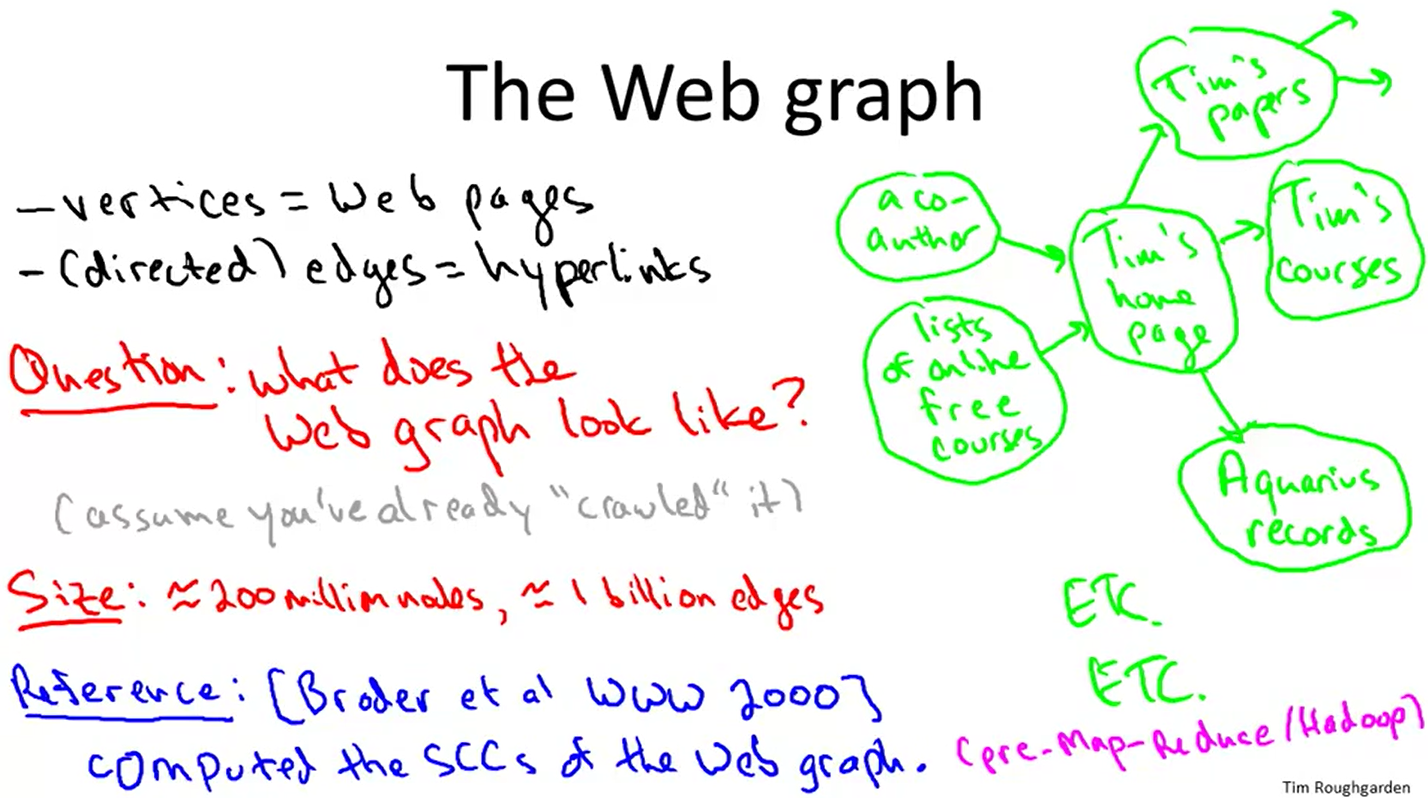 The Web graph
– vertices = Web pages
– (directed) edges = hyperlinks
Question: what does the
Web graph look like?
(assume you've already "crawled" it)
Size: ≈ 200 million nodes, ≈ 1 billion edges
Reference: [Broder et al WWW 2000]
computed the SCCs of the Web graph.
(pre-Map-Reduce/Hadoop)
Tim's
papers
a co-
author
Tim's
home
page
Tim's
courses
lists
of online
free
courses
Aquarius
records
ETC.
ETC.
Tim Roughgarden